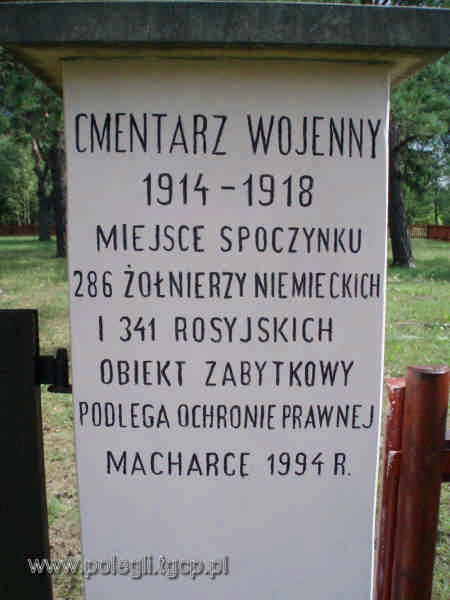 CMENTARZ WOJENNY
1914-1918
MIEJSCE SPOCZYNKU
286 ŻOŁNIERZY NIEMIECKICH
I 341 ROSYJSKICH
OBIEKT ZABYTKOWY
PODLEGA OCHRONIE PRAWNEJ
MACHARCE 1994 R.
www.polegli.tgcp.pl